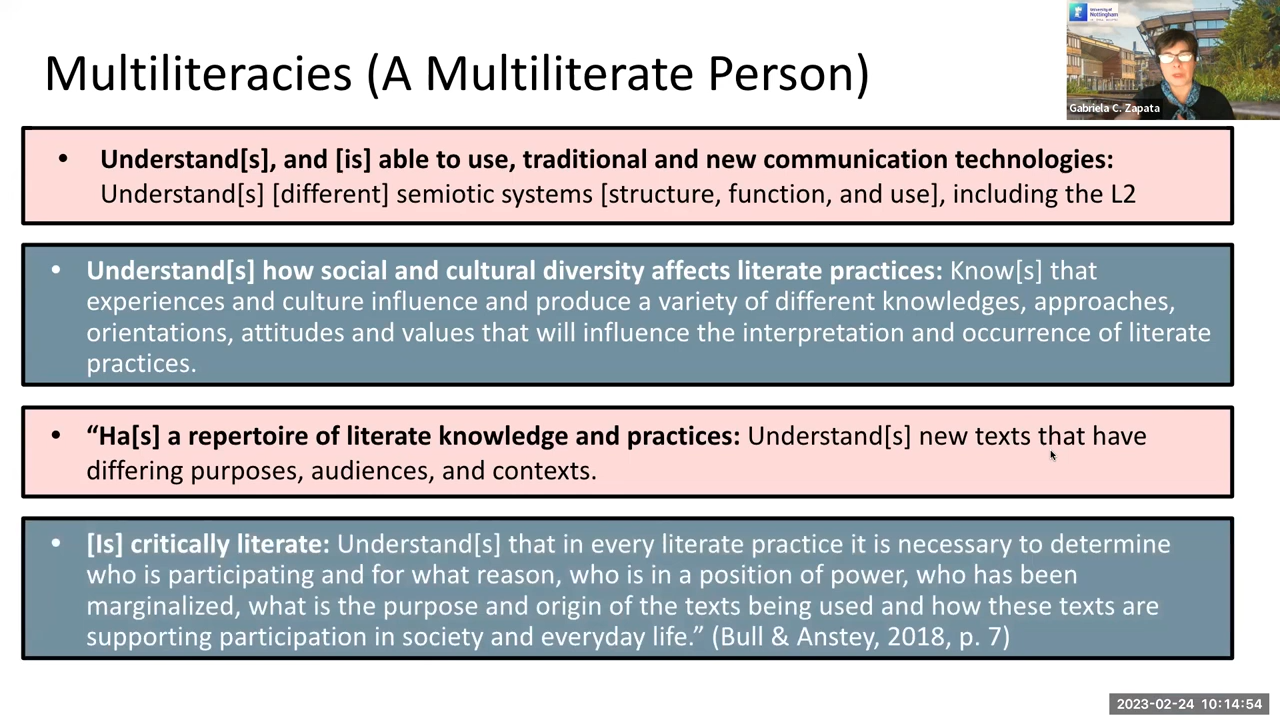 Multiliteracies (A Multiliterate Person)
University of
Nottingham
Gabriela C. Zapata
• Understand[s], and [is] able to use, traditional and new communication technologies:
Understand[s] [different] semiotic systems [structure, function, and use], including the L2
• Understand[s] how social and cultural diversity affects literate practices: Know[s] that
experiences and culture influence and produce a variety of different knowledges, approaches,
orientations, attitudes and values that will influence the interpretation and occurrence of literate
practices.
• “Ha[s] a repertoire of literate knowledge and practices: Understand[s] new texts that have
differing purposes, audiences, and contexts.
• [Is] critically literate: Understand[s] that in every literate practice it is necessary to determine
who is participating and for what reason, who is in a position of power, who has been
marginalized, what is the purpose and origin of the texts being used and how these texts are
supporting participation in society and everyday life.” (Bull & Anstey, 2018, p. 7)
2023-02-24 10:14:54